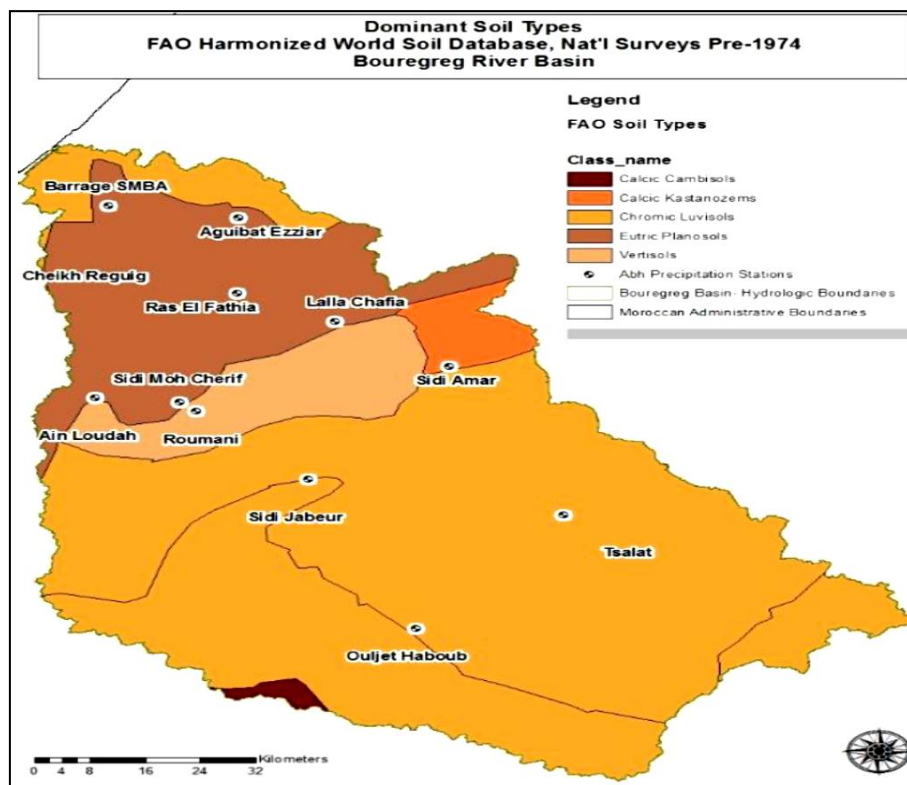 Dominant Soil Types
FAO Harmonized World Soil Database, Nat'l Surveys Pre-1974
Bouregreg River Basin
Legend
FAO Soil Types
Class_name
Calcic Cambisols
Calcic Kastanozems
Chromic Luvisols
Eutric Planosols
Vertisols
Abh Precipitation Stations
Bouregreg Basin- Hydrologic Boundaries
Moroccan Administrative Boundaries
Barrage SMBA
Aguibat Ezziar
Cheikh Reguig
Ras El Fathia
Lalla Chafia
Sidi Moh Cherif
Sidi Amar
Ain Loudah
Roumani
Sidi Jabeur
Tsalat
Ouljet Haboub
Kilometers
0 4 8 16 24 32